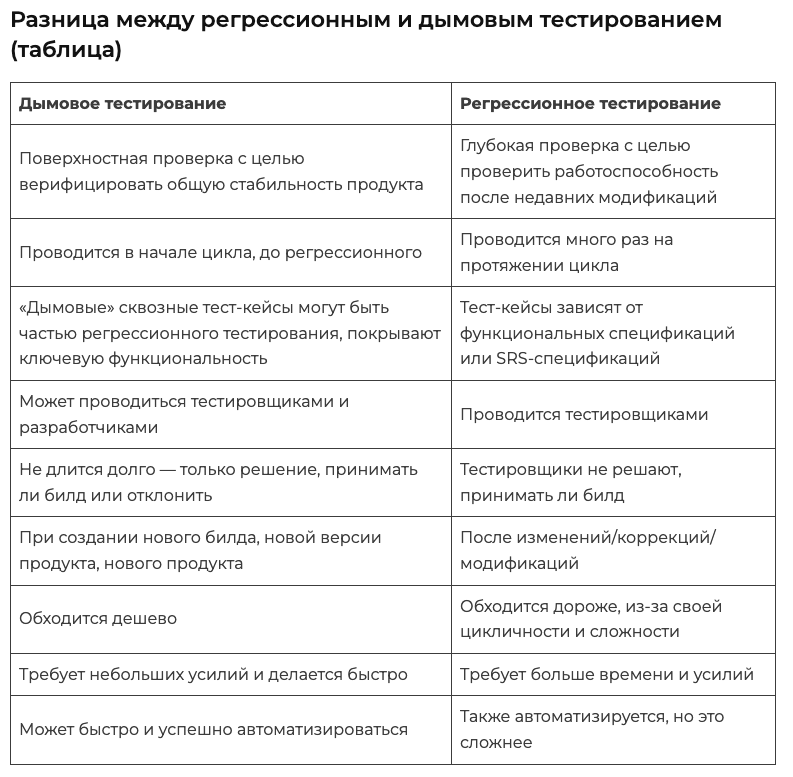 Разница между регрессионным и дымовым тестированием
(таблица)
Дымовое тестирование
Регрессионное тестирование
Поверхностная проверка с целью
верифицировать общую стабильность продукта
Глубокая проверка с целью
проверить работоспособность
после недавних модификаций
Проводится в начале цикла, до регрессионного
Проводится много раз на
протяжении цикла
«Дымовые» сквозные тест-кейсы могут быть
частью регрессионного тестирования, покрывают
ключевую функциональность
Тест-кейсы зависят от
функциональных спецификаций
или SRS-спецификаций
Может проводиться тестировщиками и
разработчиками
Проводится тестировщиками
Не длится долго — только решение, принимать
ли билд или отклонить
Тестировщики не решают,
принимать ли билд
При создании нового билда, новой версии
продукта, нового продукта
После изменений/коррекций/
модификаций
Обходится дешево
Обходится дороже, из-за своей
цикличности и сложности
Требует небольших усилий и делается быстро
Требует больше времени и усилий
Может быстро и успешно автоматизироваться
Также автоматизируется, но это
сложнее